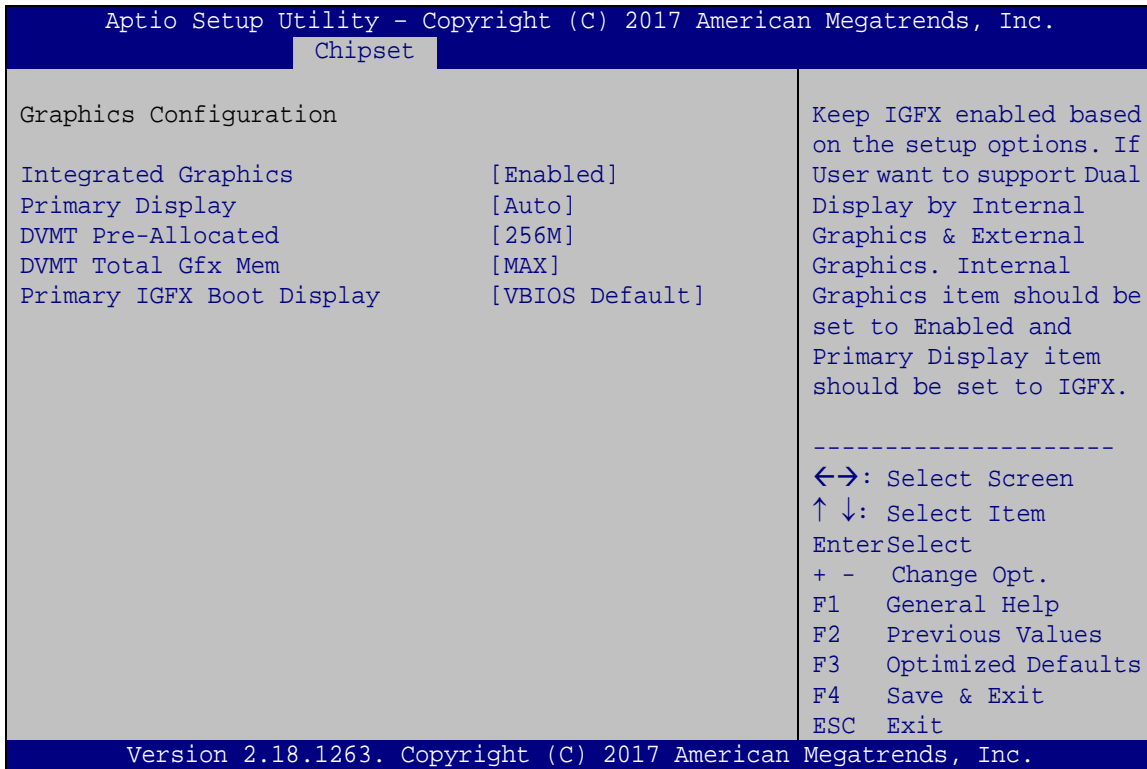 Aptio Setup Utility – Copyright (C) 2017 American Megatrends, Inc.
Chipset
Graphics Configuration
Integrated Graphics [Enabled]
Primary Display [Auto]
DVMT Pre-Allocated [256M]
DVMT Total Gfx Mem [MAX]
Primary IGFX Boot Display [VBIOS Default]
Keep IGFX enabled based
on the setup options. If
User want to support Dual
Display by Internal
Graphics & External
Graphics. Internal
Graphics item should be
set to Enabled and
Primary Display item
should be set to IGFX.
---------------------
←→: Select Screen
↑ ↓: Select Item
EnterSelect
+ - Change Opt.
F1 General Help
F2 Previous Values
F3 Optimized Defaults
F4 Save & Exit
ESC Exit
Version 2.18.1263. Copyright (C) 2017 American Megatrends, Inc.